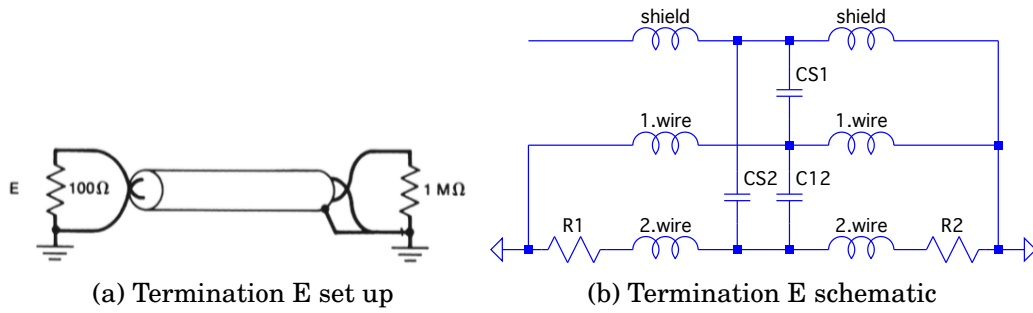 E
100Ω
1 MΩ
(a) Termination E set up
shield
shield
CS1
1.wire
1.wire
CS2
C12
R1
2.wire
2.wire
R2
(b) Termination E schematic